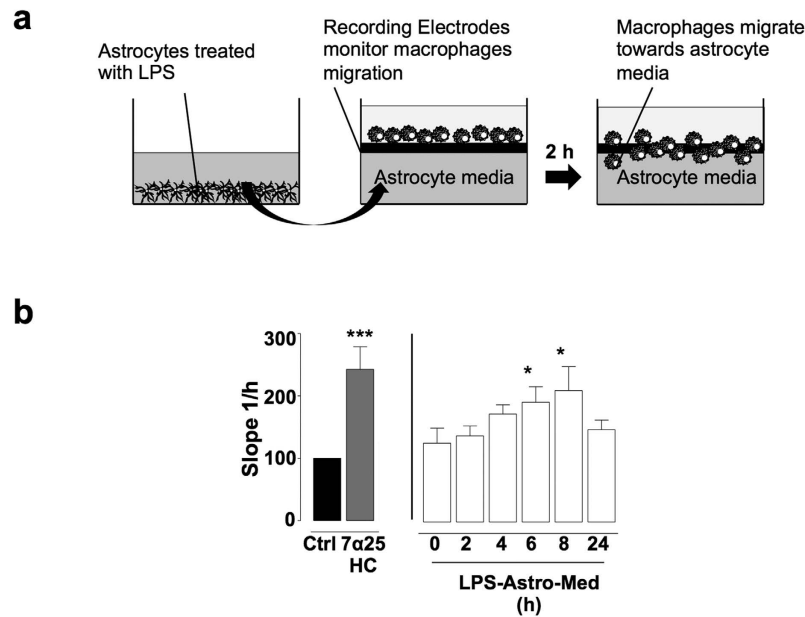 a
Astrocytes treated
with LPS
Recording Electrodes
monitor macrophages
migration
Macrophages migrate
towards astrocyte
media
Astrocyte media
2 h
Astrocyte media
b
Slope 1/h
300
200
100
0
***
*
*
Ctrl 7α25
HC
0 2 4 6 8 24
LPS-Astro-Med
(h)